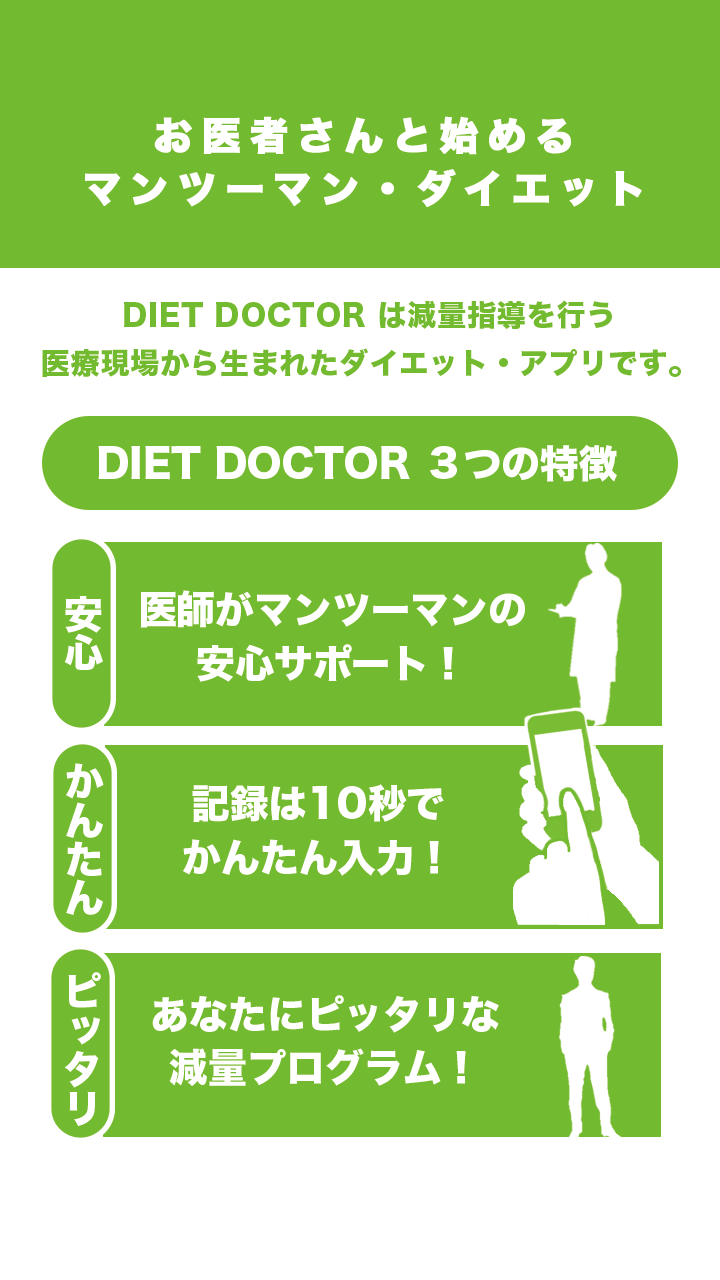 お医者さんと始める
マンツーマン・ダイエット
DIET DOCTOR は減量指導を行う
医療現場から生まれたダイエット・アプリです。
DIET DOCTOR ３つの特徴
安心
医師がマンツーマンの
安心サポート！
かんたん
記録は10秒で
かんたん入力！
ピッタリ
あなたにピッタリな
減量プログラム！